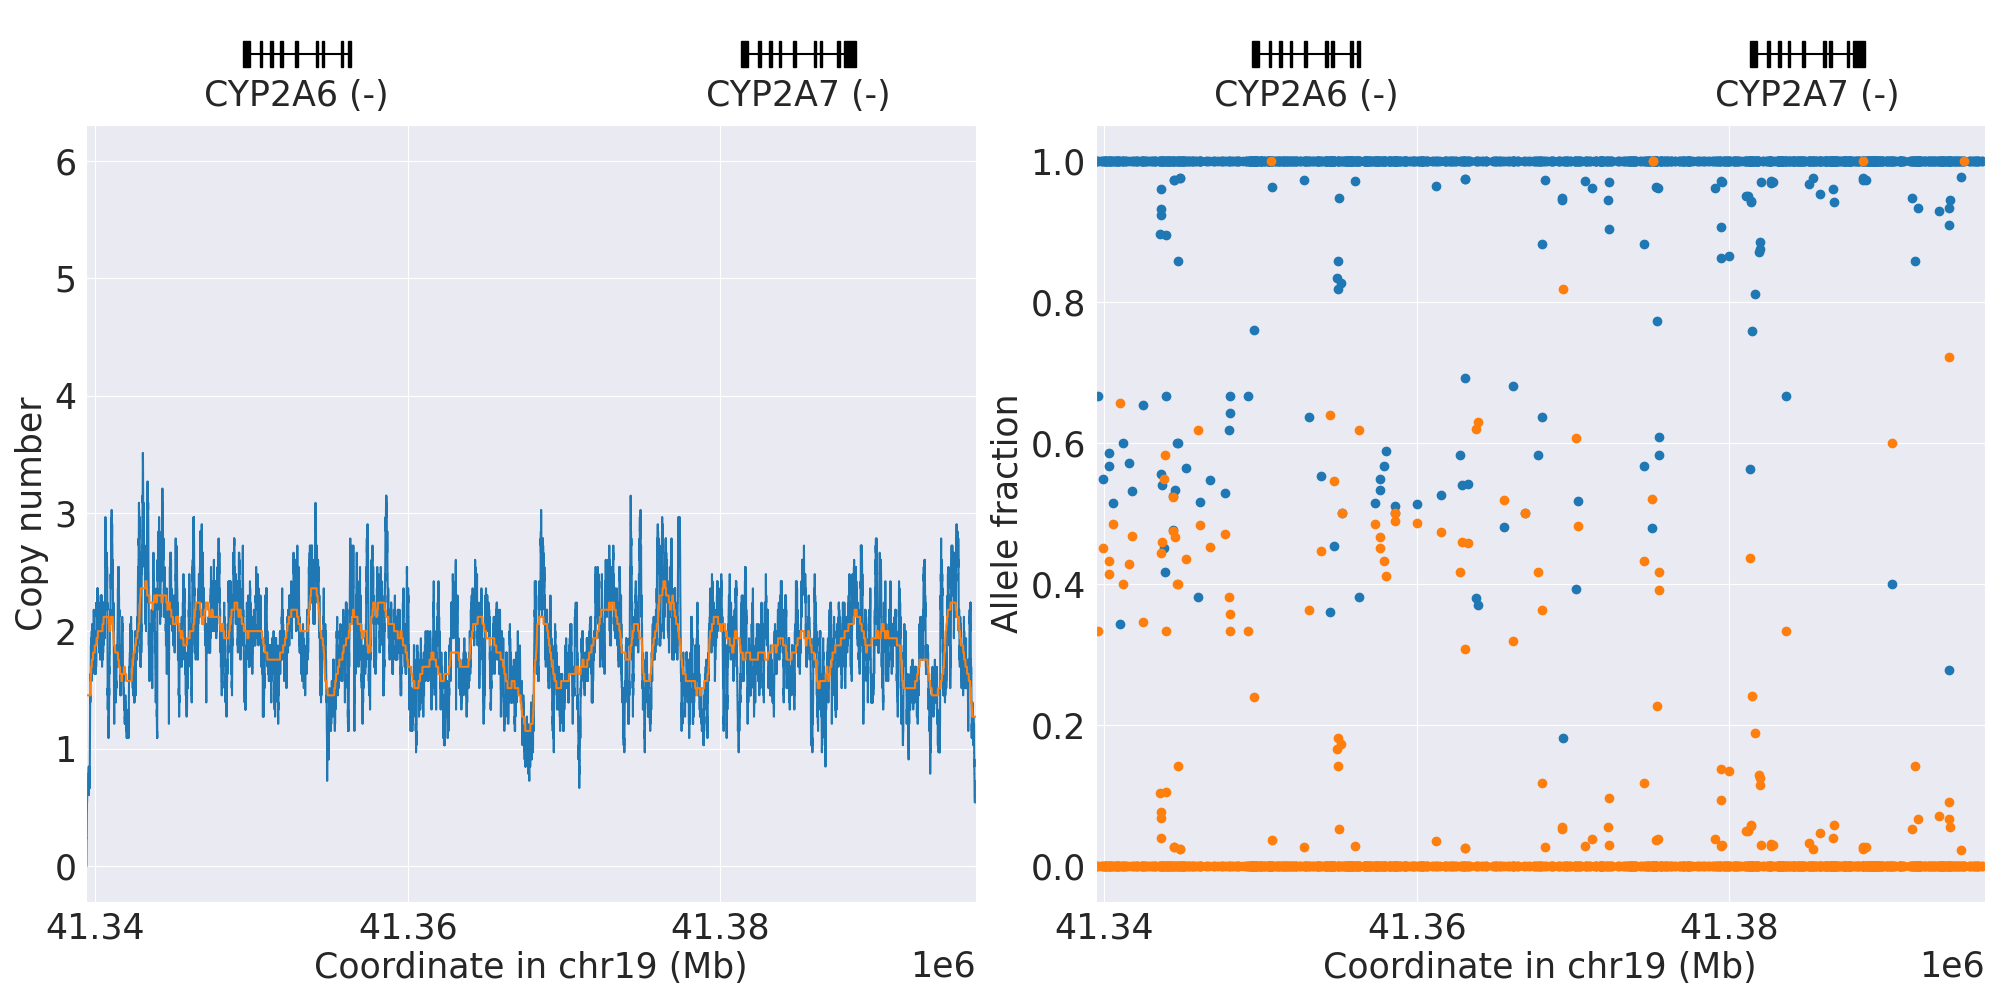 CYP2A6 (-)
CYP2A7 (-)
CYP2A6 (-)
CYP2A7 (-)
6
5
4
3
2
1
0
Copy number
41.34
41.36
41.38
Coordinate in chr19 (Mb)
1e6
1.0
0.8
0.6
0.4
0.2
0.0
Allele fraction
41.34
41.36
41.38
Coordinate in chr19 (Mb)
1e6